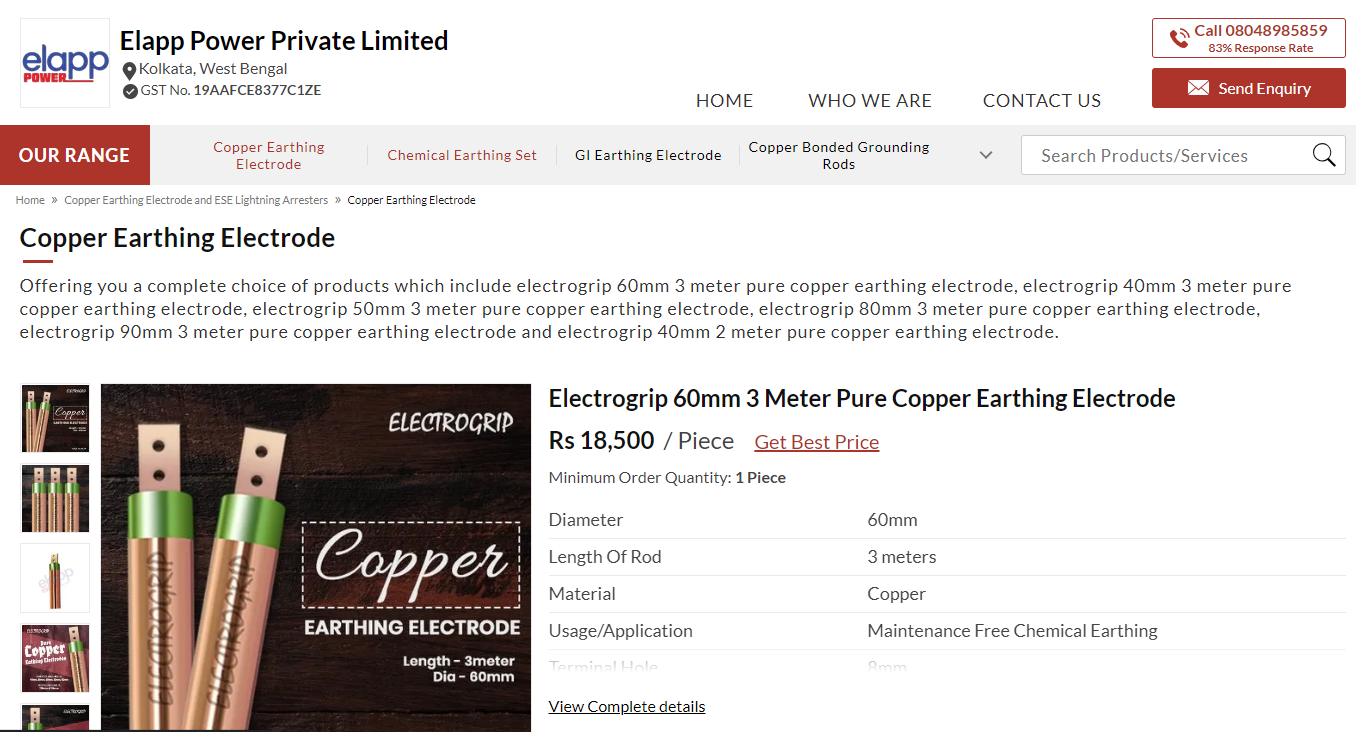 elapp
POWER
Elapp Power Private Limited
Kolkata, West Bengal
GST No. 19AAFCE8377C1ZE
HOME
WHO WE ARE
CONTACT US
Call 08048985859
83% Response Rate
Send Enquiry
OUR RANGE
Copper Earthing
Electrode
Chemical Earthing Set
GI Earthing Electrode
Copper Bonded Grounding
Rods
Search Products/Services
Home » Copper Earthing Electrode and ESE Lightning Arresters » Copper Earthing Electrode
Copper Earthing Electrode
Offering you a complete choice of products which include electrogrip 60mm 3 meter pure copper earthing electrode, electrogrip 40mm 3 meter pure
copper earthing electrode, electrogrip 50mm 3 meter pure copper earthing electrode, electrogrip 80mm 3 meter pure copper earthing electrode,
electrogrip 90mm 3 meter pure copper earthing electrode and electrogrip 40mm 2 meter pure copper earthing electrode.
Copper
elapp
Pure
Copper
Earthing Electrodes
ELECTROGRIP
ELECTROGRIP
ELECTROGRIP
Copper
EARTHING ELECTRODE
Length - 3meter
Dia - 60mm
Electrogrip 60mm 3 Meter Pure Copper Earthing Electrode
Rs 18,500 / Piece Get Best Price
Minimum Order Quantity: 1 Piece
Diameter 60mm
Length Of Rod 3 meters
Material Copper
Usage/Application Maintenance Free Chemical Earthing
Terminal Hole 8mm
View Complete details